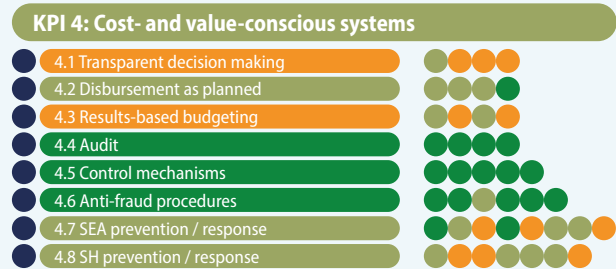 KPI 4: Cost- and value-conscious systems
4.1 Transparent decision making
4.2 Disbursement as planned
4.3 Results-based budgeting
4.4 Audit
4.5 Control mechanisms
4.6 Anti-fraud procedures
4.7 SEA prevention / response
4.8 SH prevention / response